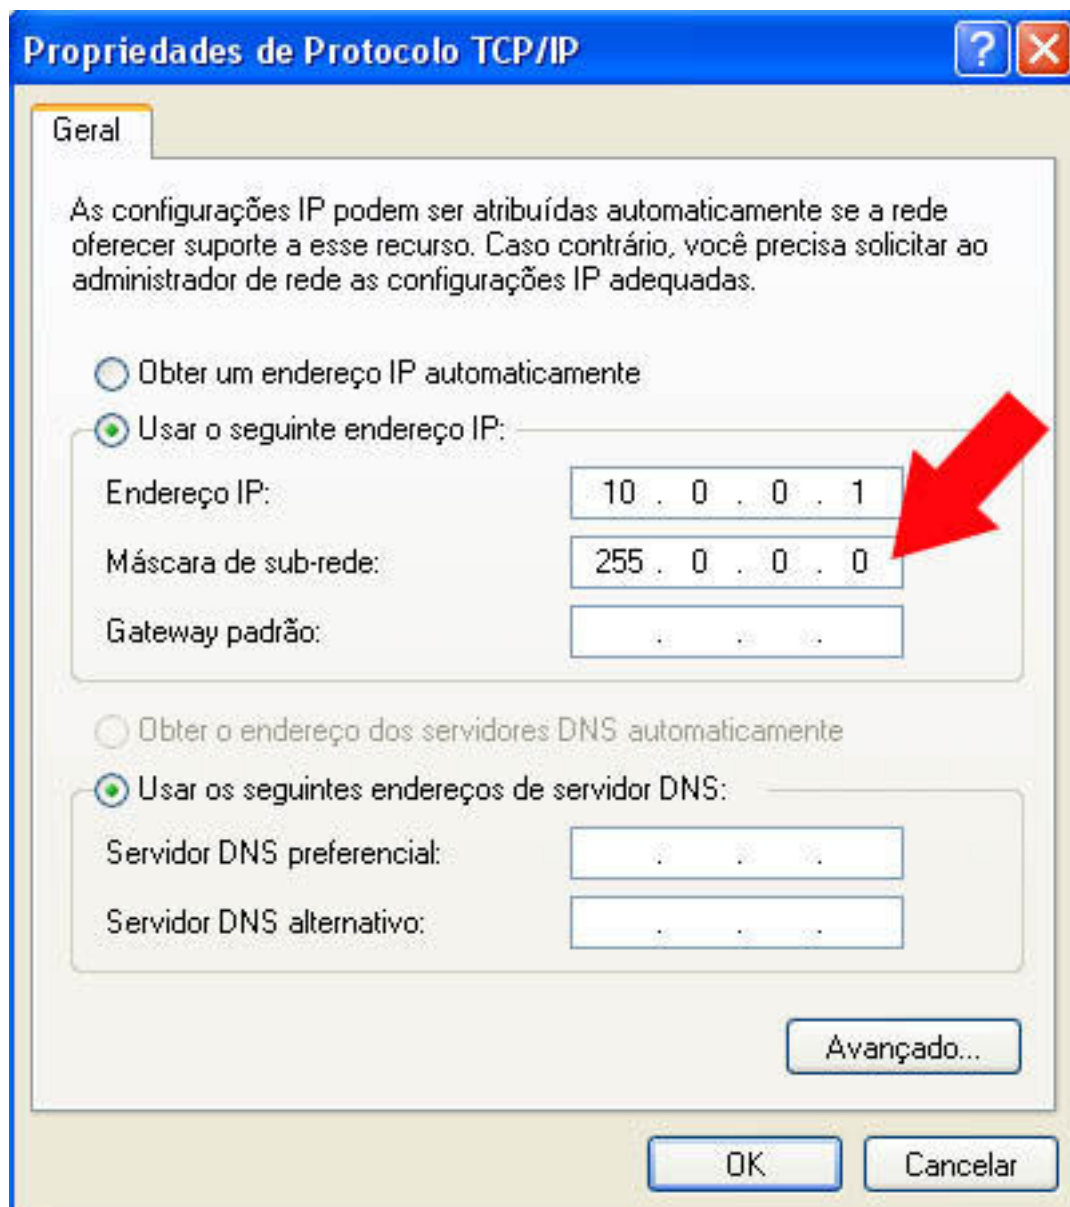 Propriedades de Protocolo TCP/IP
?
Geral
As configurações IP podem ser atribuídas automaticamente se a rede
oferecer suporte a esse recurso. Caso contrário, você precisa solicitar ao
administrador de rede as configurações IP adequadas.
Obter um endereço IP automaticamente
Usar o seguinte endereço IP:
Endereço IP: 10 . 0 . 0 . 1
Máscara de sub-rede: 255 . 0 . 0 . 0
Gateway padrão: . . .
Obter o endereço dos servidores DNS automaticamente
Usar os seguintes endereços de servidor DNS:
Servidor DNS preferencial: . . .
Servidor DNS alternativo: . . .
Avançado...
OK Cancelar